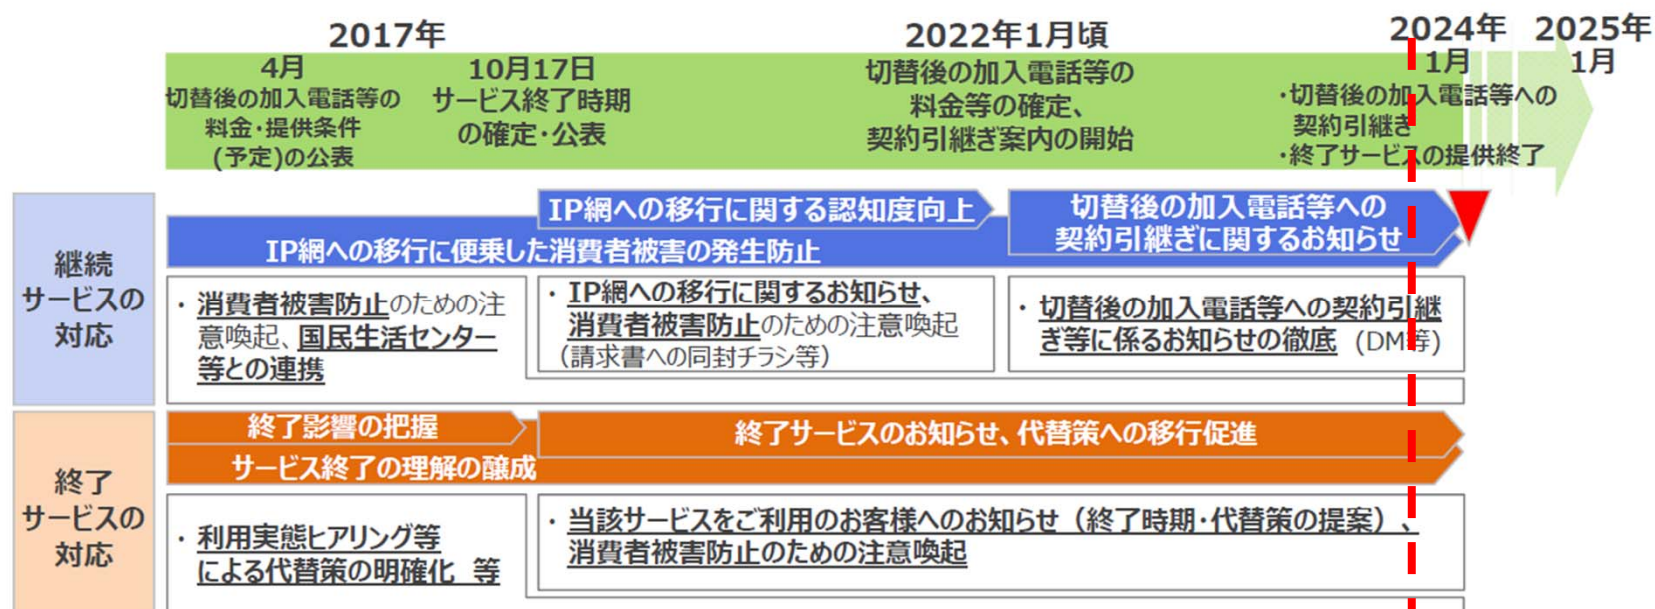 2017年
2022年1月頃
2024年
2025年
4月
切替後の加入電話等の
料金・提供条件
(予定)の公表
10月17日
サービス終了時期
の確定・公表
切替後の加入電話等の
料金等の確定、
契約引継ぎ案内の開始
1月
・切替後の加入電話等への
契約引継ぎ
・終了サービスの提供終了
1月
継続
サービスの
対応
IP網への移行に関する認知度向上
切替後の加入電話等への
契約引継ぎに関するお知らせ
IP網への移行に便乗した消費者被害の発生防止
・消費者被害防止のための注
意喚起、国民生活センター
等との連携
・IP網への移行に関するお知らせ、
消費者被害防止のための注意喚起
（請求書への同封チラシ等）
・切替後の加入電話等への契約引継
ぎ等に係るお知らせの徹底 (DM等)
終了
サービスの
対応
終了影響の把握
終了サービスのお知らせ、代替策への移行促進
サービス終了の理解の醸成
・利用実態ヒアリング等
による代替策の明確化 等
・当該サービスをご利用のお客様へのお知らせ（終了時期・代替策の提案）、
消費者被害防止のための注意喚起